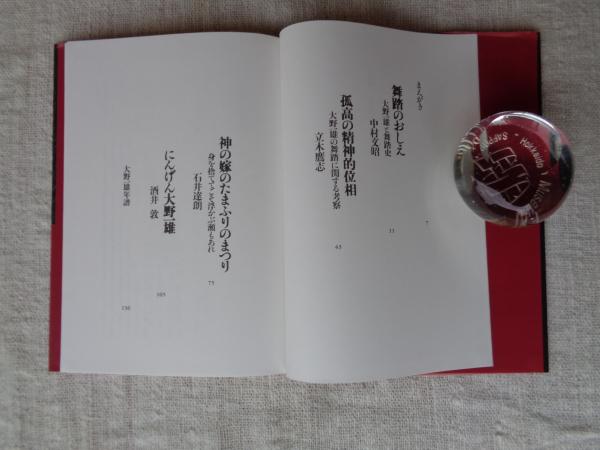 まえがき
7
舞踏のおしえ
大野一雄と舞踏史
中村文昭
11
孤高の精神的位相
大野一雄の舞踏に関する考察
立木鷹志
45
神の嫁のたまふりのまつり
身を捨ててこそ浮かぶ瀬もあれ
石井達朗
75
にんげん大野一雄
酒井 敦
105
大野一雄年譜
150
Hokkaido